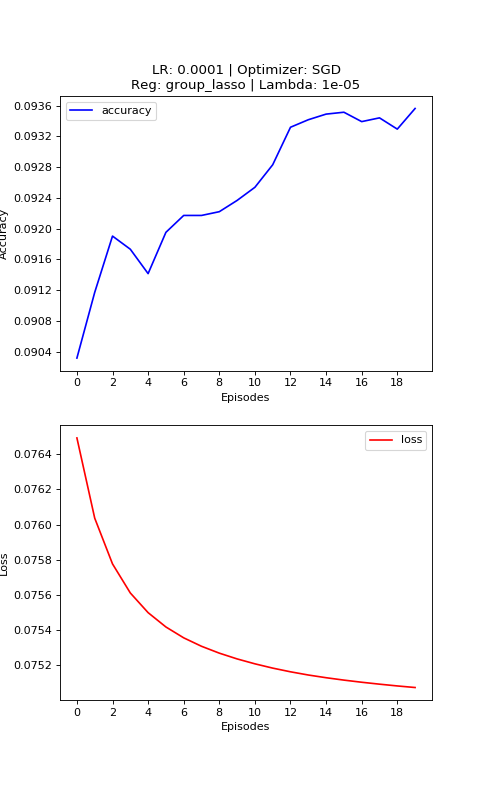 LR: 0.0001 | Optimizer: SGD
Reg: group_lasso | Lambda: 1e-05
accuracy
0.0936
0.0932
0.0928
0.0924
0.0920
0.0916
0.0912
0.0908
0.0904
Accuracy
0 2 4 6 8 10 12 14 16 18
Episodes
loss
0.0764
0.0762
0.0760
0.0758
0.0756
0.0754
0.0752
Loss
0 2 4 6 8 10 12 14 16 18
Episodes